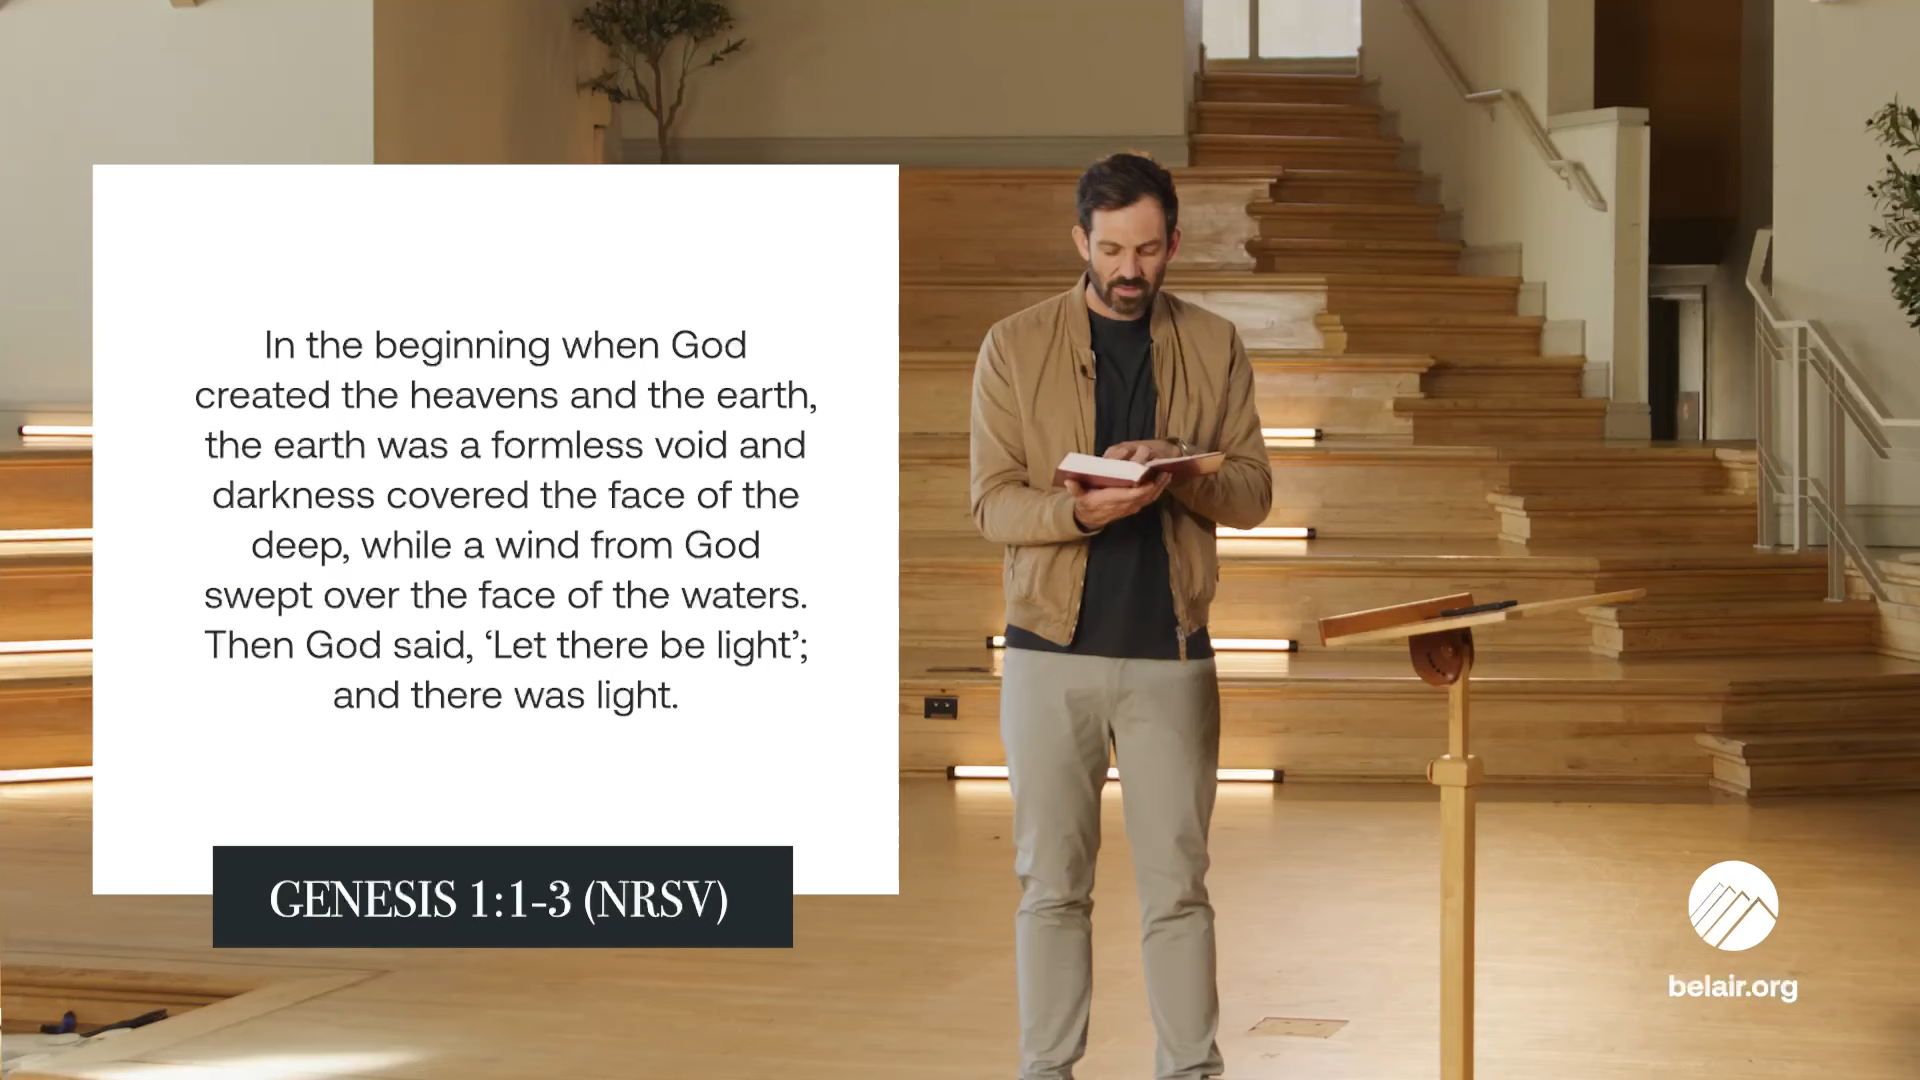 In the beginning when God
created the heavens and the earth,
the earth was a formless void and
darkness covered the face of the
deep, while a wind from God
swept over the face of the waters.
Then God said, ‘Let there be light’;
and there was light.
GENESIS 1:1-3 (NRSV)
belair.org